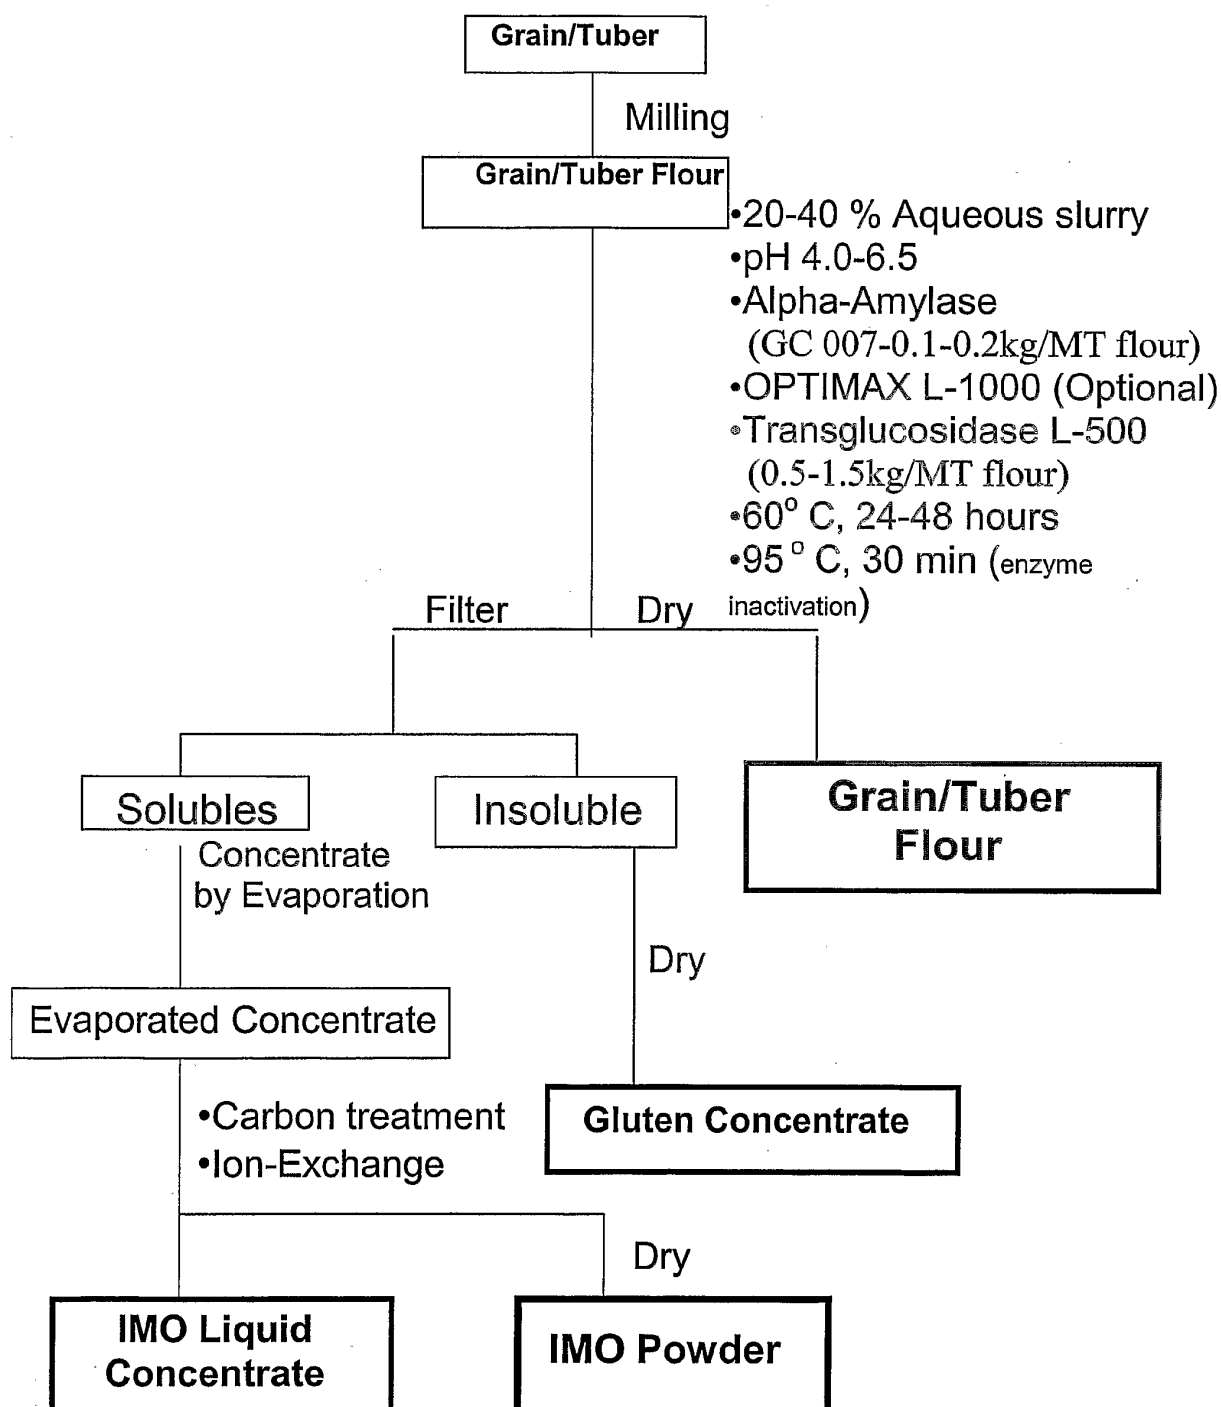 Grain/Tuber
Milling
Grain/Tuber Flour
•20-40 % Aqueous slurry
•pH 4.0-6.5
•Alpha-Amylase
(GC 007-0.1-0.2kg/MT flour)
•OPTIMAX L-1000 (Optional)
•Transglucosidase L-500
(0.5-1.5kg/MT flour)
•60° C, 24-48 hours
•95° C, 30 min (enzyme
inactivation)
Filter
Dry
Solubles
Insoluble
Grain/Tuber
Flour
Concentrate
by Evaporation
Dry
Evaporated Concentrate
•Carbon treatment
•Ion-Exchange
Gluten Concentrate
Dry
IMO Liquid
Concentrate
IMO Powder